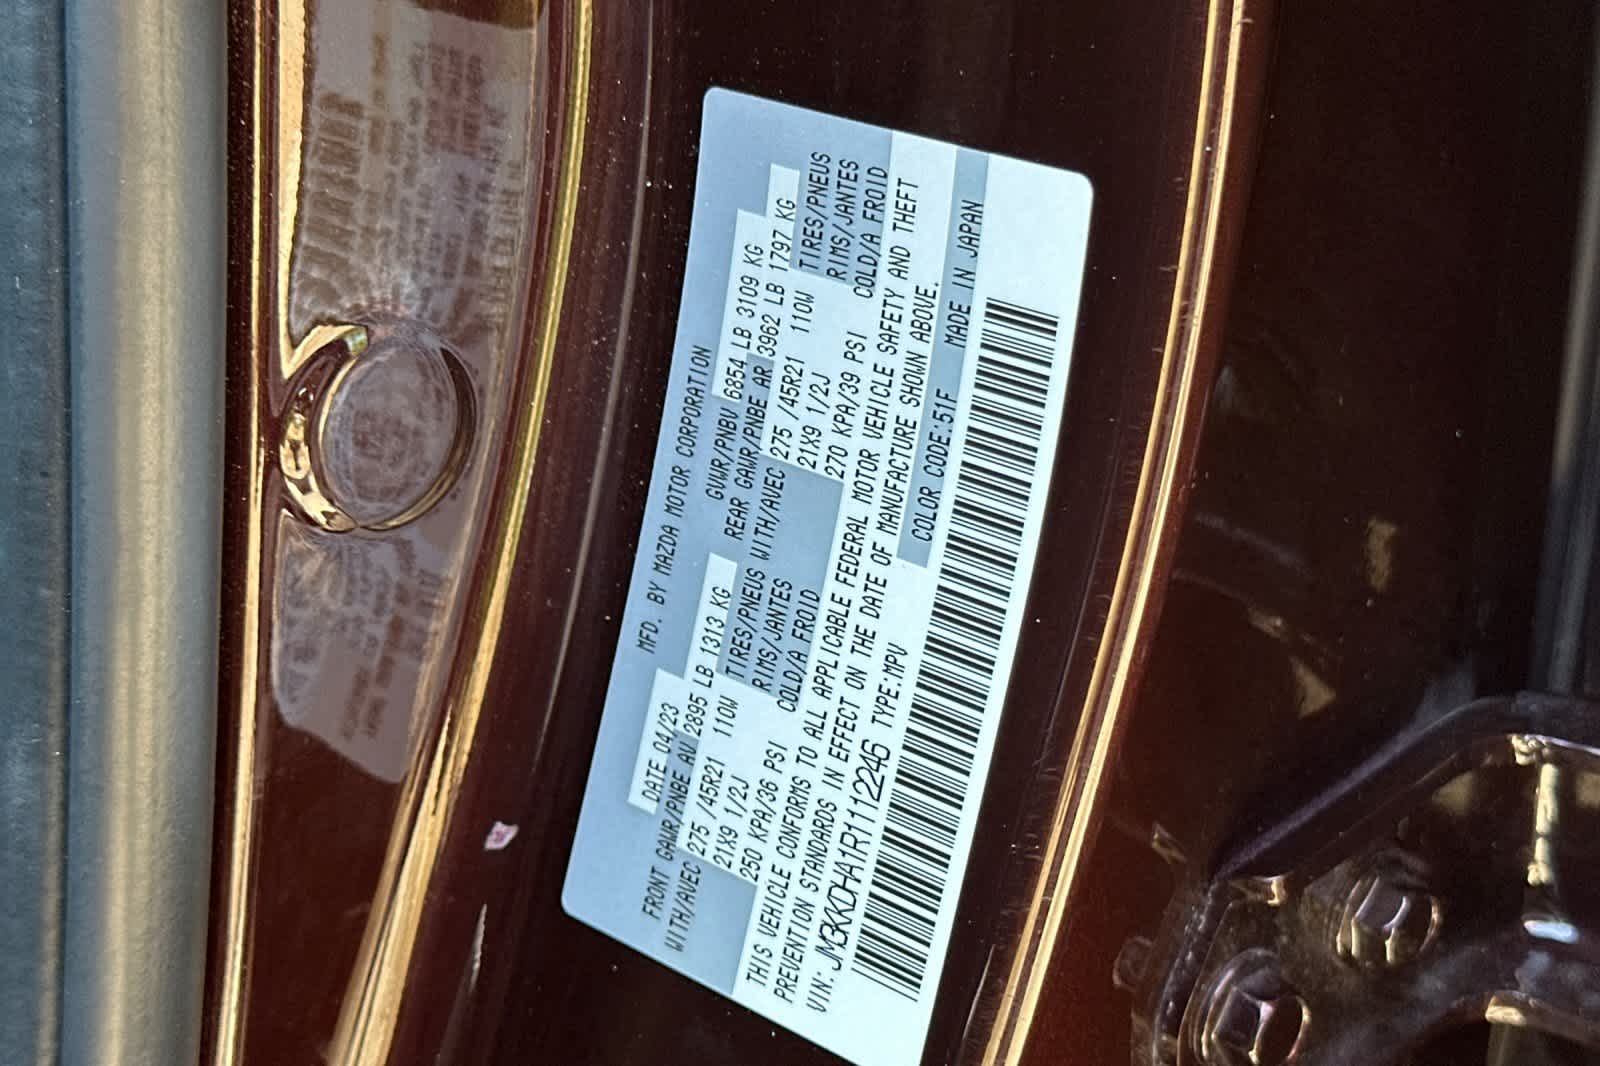 MFD. BY MAZDA MOTOR CORPORATION
DATE 04/23 GVWR/PNBV 6854 LB 3109 KG
FRONT GAWR/PNBE AV 2895 LB 1313 KG REAR GAWR/PNBE AR 3962 LB 1797 KG
WITH/AVEC 275 /45R21 110W TIRES/PNEUS WITH/AVEC 275 /45R21 110W TIRES/PNEUS
21X9 1/2J RIMS/JANTES 21X9 1/2J RIMS/JANTES
250 KPA/36 PSI COLD/A FROID 270 KPA/39 PSI COLD/A FROID
THIS VEHICLE CONFORMS TO ALL APPLICABLE FEDERAL MOTOR VEHICLE SAFETY AND THEFT
PREVENTION STANDARDS IN EFFECT ON THE DATE OF MANUFACTURE SHOWN ABOVE.
VIN: JM3KKDHA1R1112246 TYPE:MPV COLOR CODE:51F MADE IN JAPAN